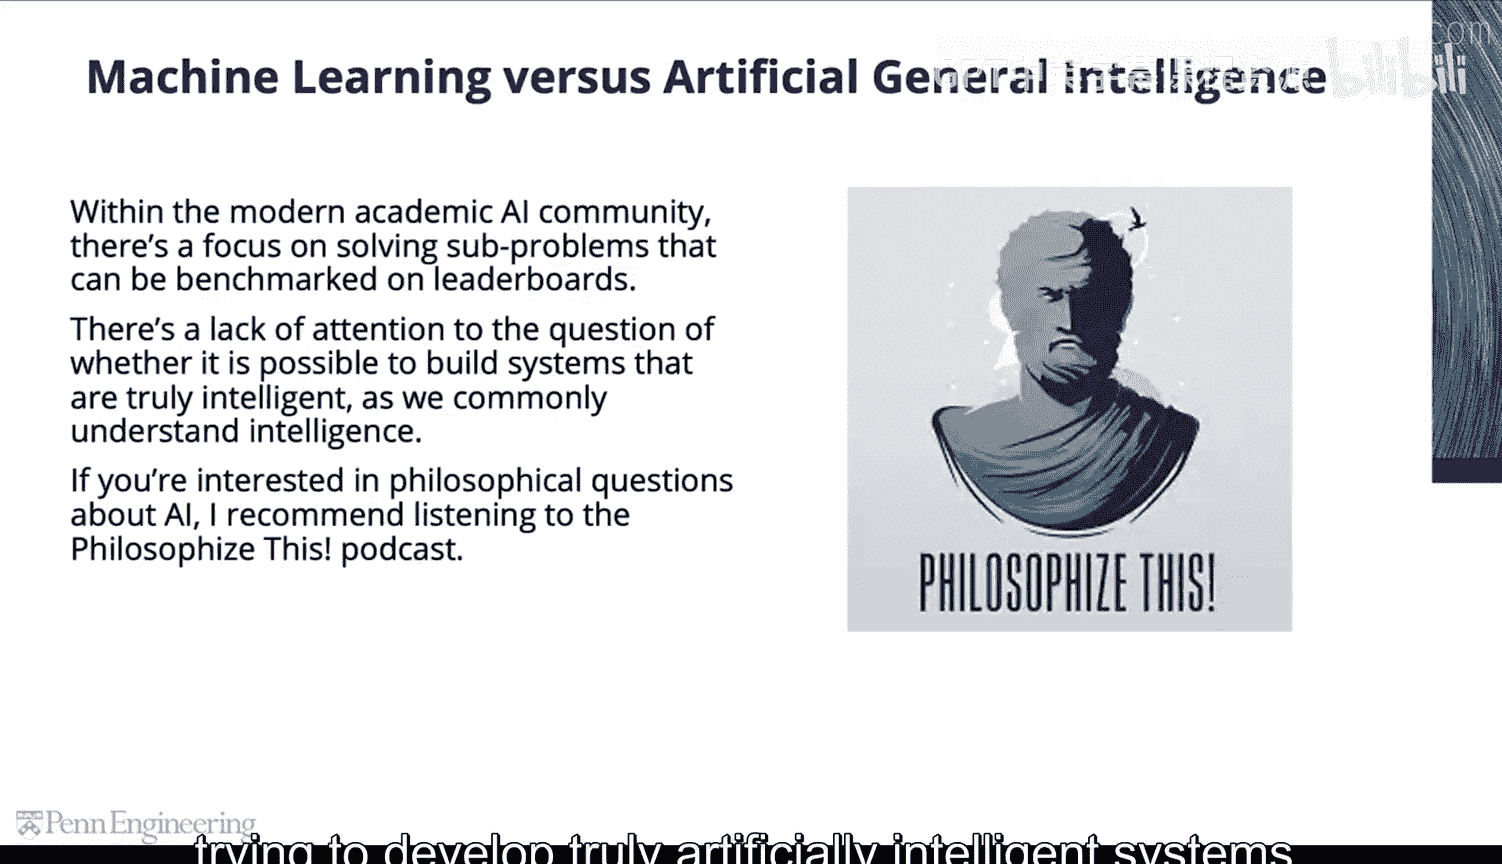 Machine Learning versus Artificial General Intelligence
bilibili
.com
Within the modern academic AI community,
there's a focus on solving sub-problems that
can be benchmarked on leaderboards.
There's a lack of attention to the question of
whether it is possible to build systems that
are truly intelligent, as we commonly
understand intelligence.
If you're interested in philosophical questions
about AI, I recommend listening to the
Philosophize This! podcast.
PHILOSOPHIZE THIS!
Penn Engineering
trying to develop truly artificially intelligent systems